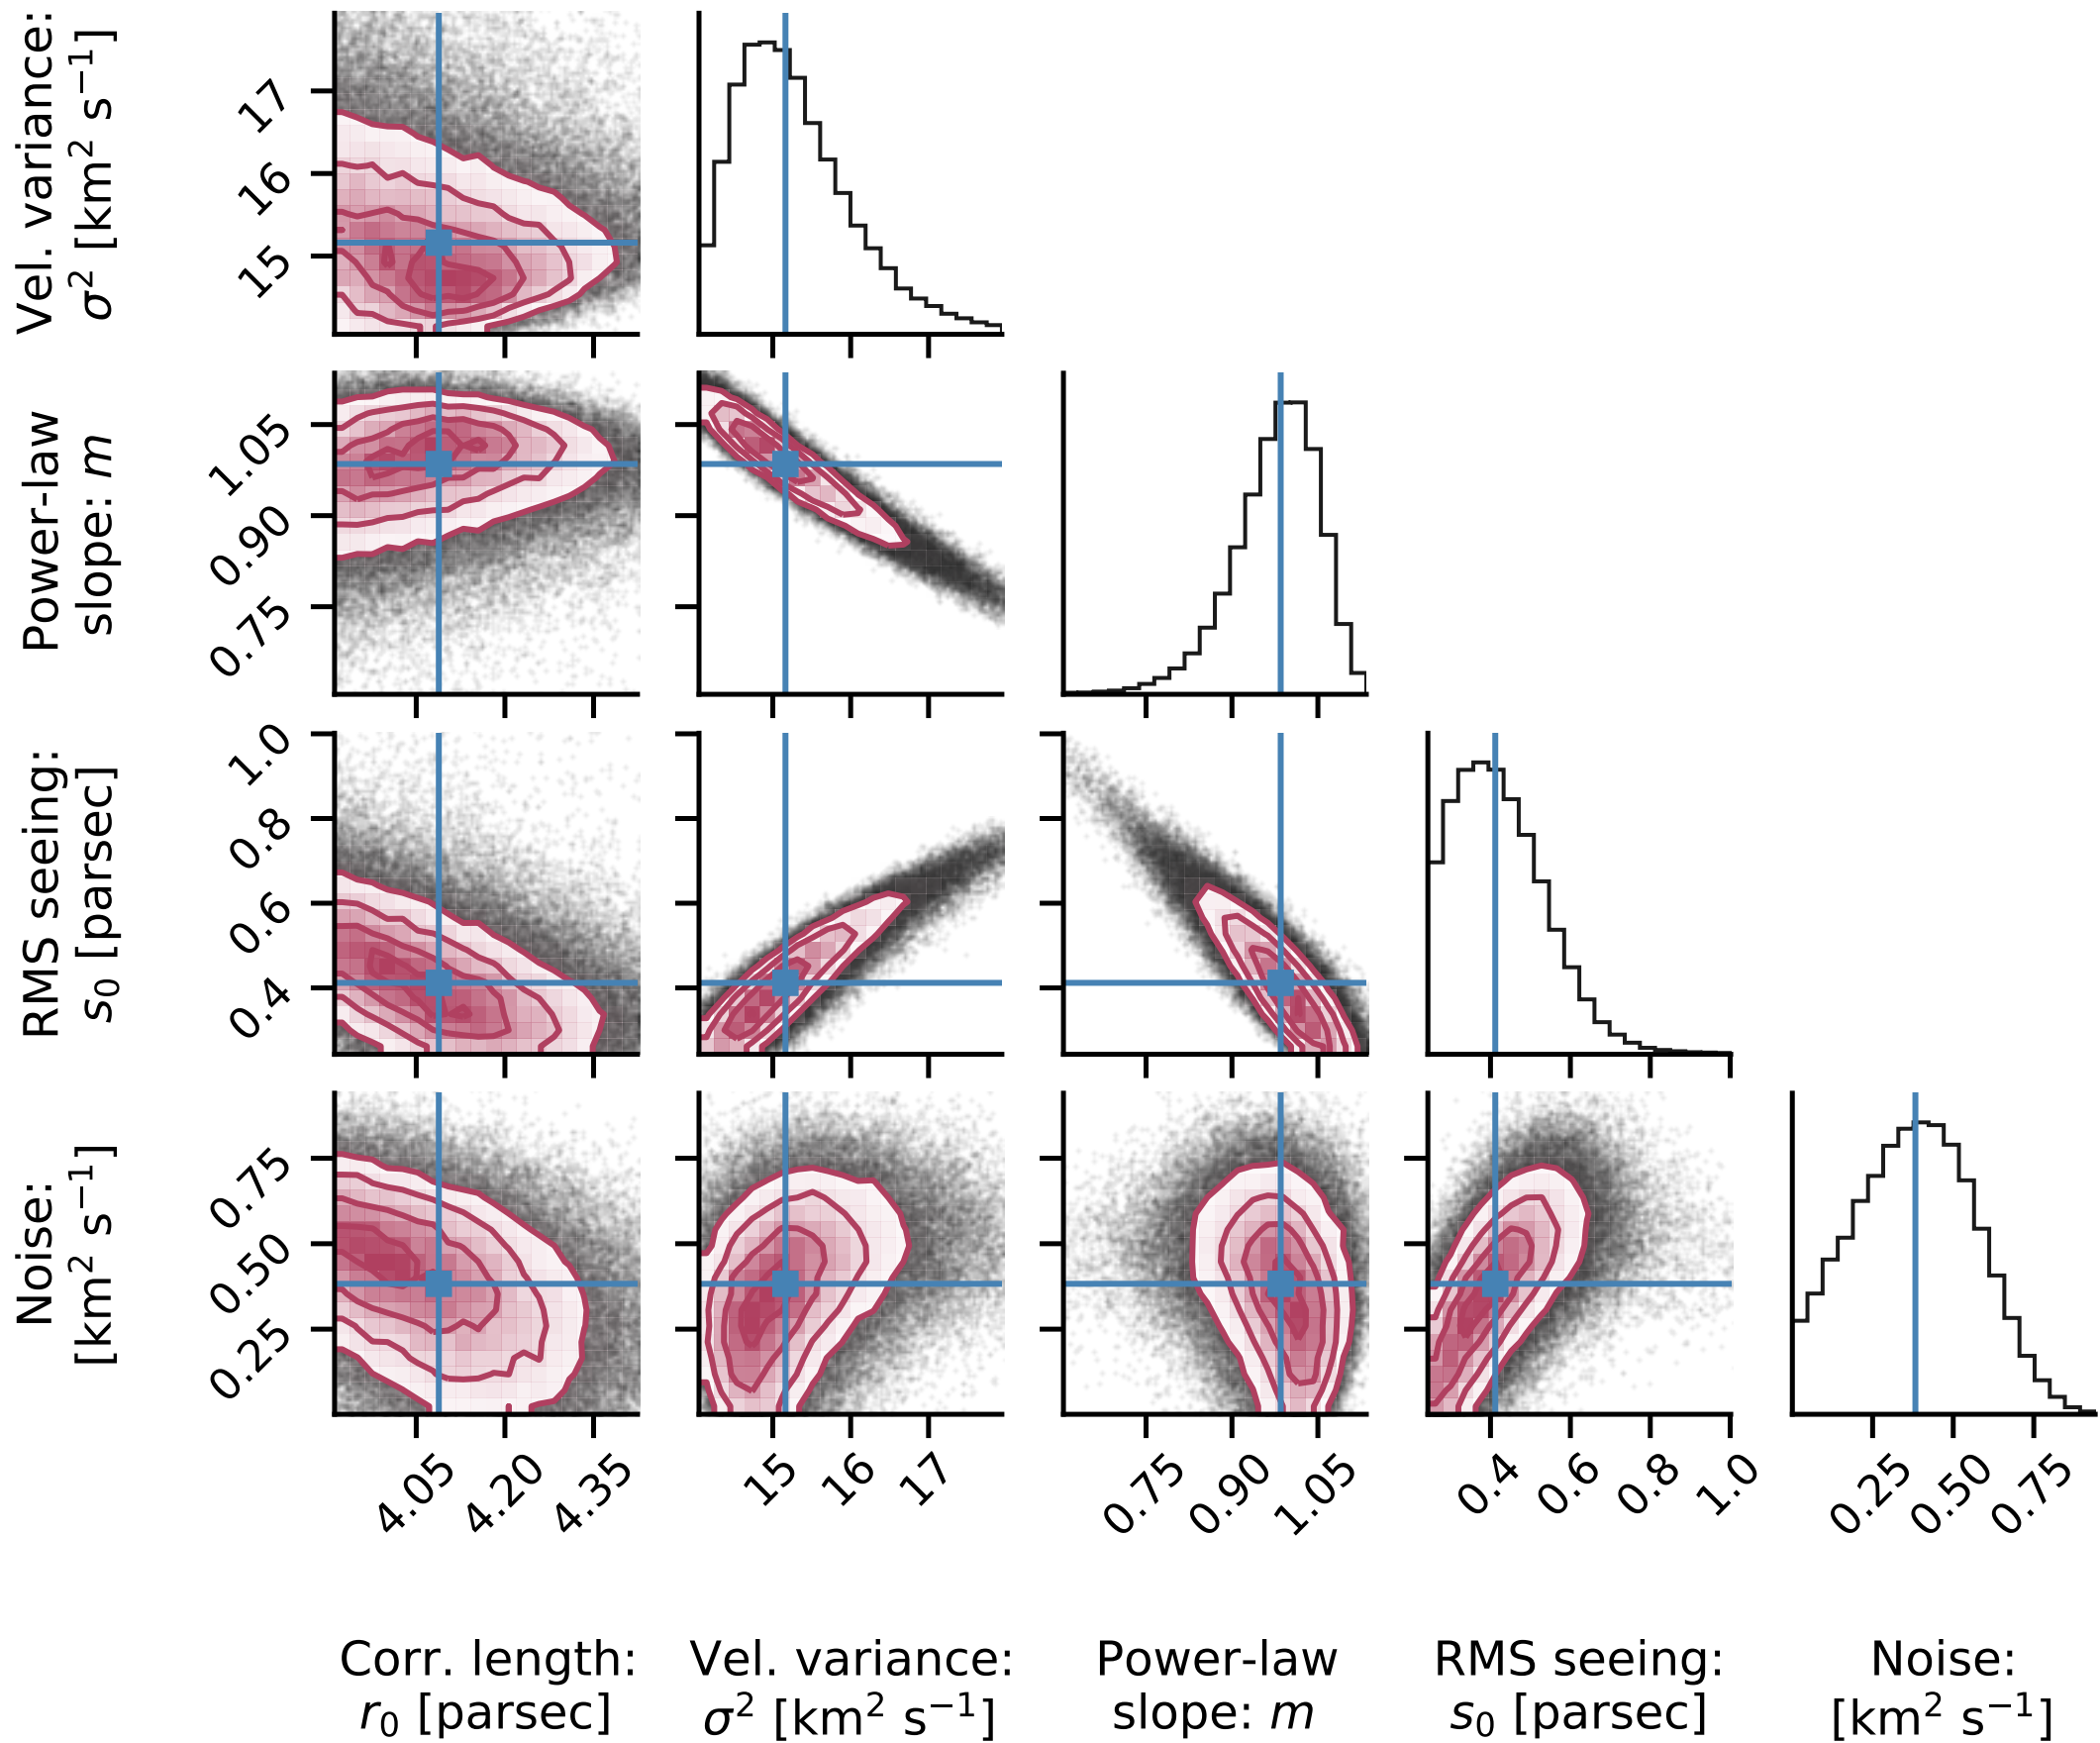 Vel. variance:
σ² [km² s⁻¹]
17
16
15
Power-law
slope: m
1.05
0.90
0.75
RMS seeing:
s₀ [parsec]
1.0
0.8
0.6
0.4
Noise:
[km² s⁻¹]
0.75
0.50
0.25
4.05 4.20 4.35 15 16 17 0.75 0.90 1.05 0.4 0.6 0.8 1.0 0.25 0.50 0.75
Corr. length: Vel. variance: Power-law RMS seeing: Noise:
r₀ [parsec] σ² [km² s⁻¹] slope: m s₀ [parsec] [km² s⁻¹]